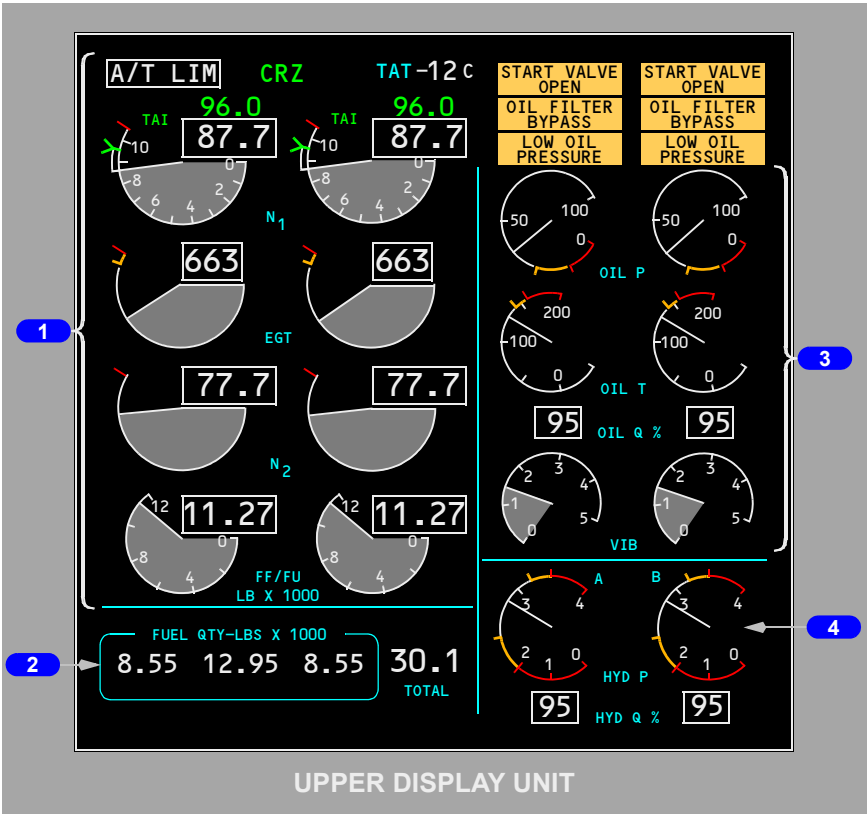 A/T LIM CRZ TAT-12 C
START VALVE OPEN START VALVE OPEN
OIL FILTER BYPASS OIL FILTER BYPASS
LOW OIL PRESSURE LOW OIL PRESSURE
TAI 96.0 TAI 96.0
87.7 87.7
10 0 8 6 4 2 10 0 8 6 4 2
N1
663 663
EGT
77.7 77.7
N2
11.27 11.27
12 0 8 4 12 0 8 4
FF/FU
LB X 1000
FUEL QTY-LBS X 1000
8.55 12.95 8.55 30.1
TOTAL
50 100 0 50 100 0
OIL P
200 100 0 200 100 0
OIL T
95 OIL Q % 95
0 1 2 3 4 5 0 1 2 3 4 5
VIB
A B
3 4 2 1 0 3 4 2 1 0
HYD P
95 HYD Q % 95
1
2
3
4
UPPER DISPLAY UNIT